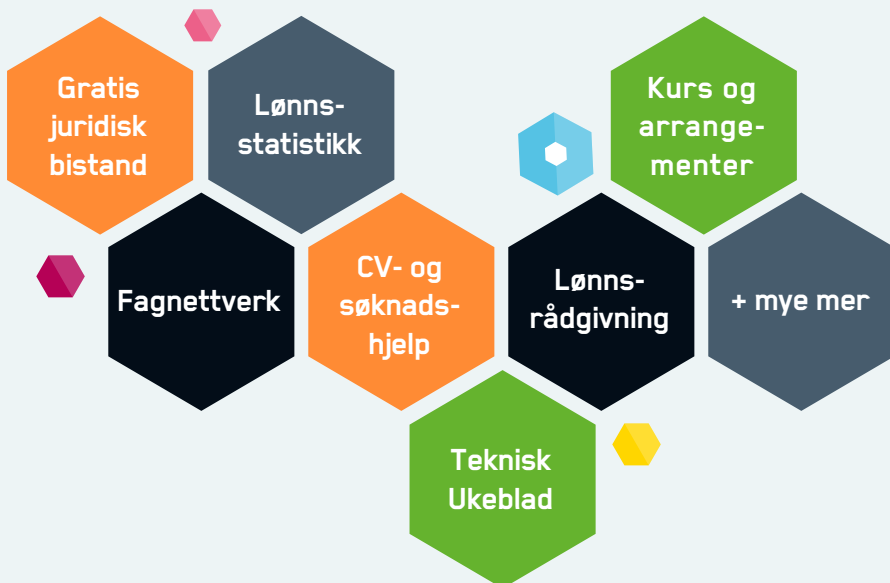 Gratis
juridisk
bistand
Lønns-
statistikk
Kurs og
arrange-
menter
Fagnettverk
CV- og
søknads-
hjelp
Lønns-
rådgivning
+ mye mer
Teknisk
Ukeblad